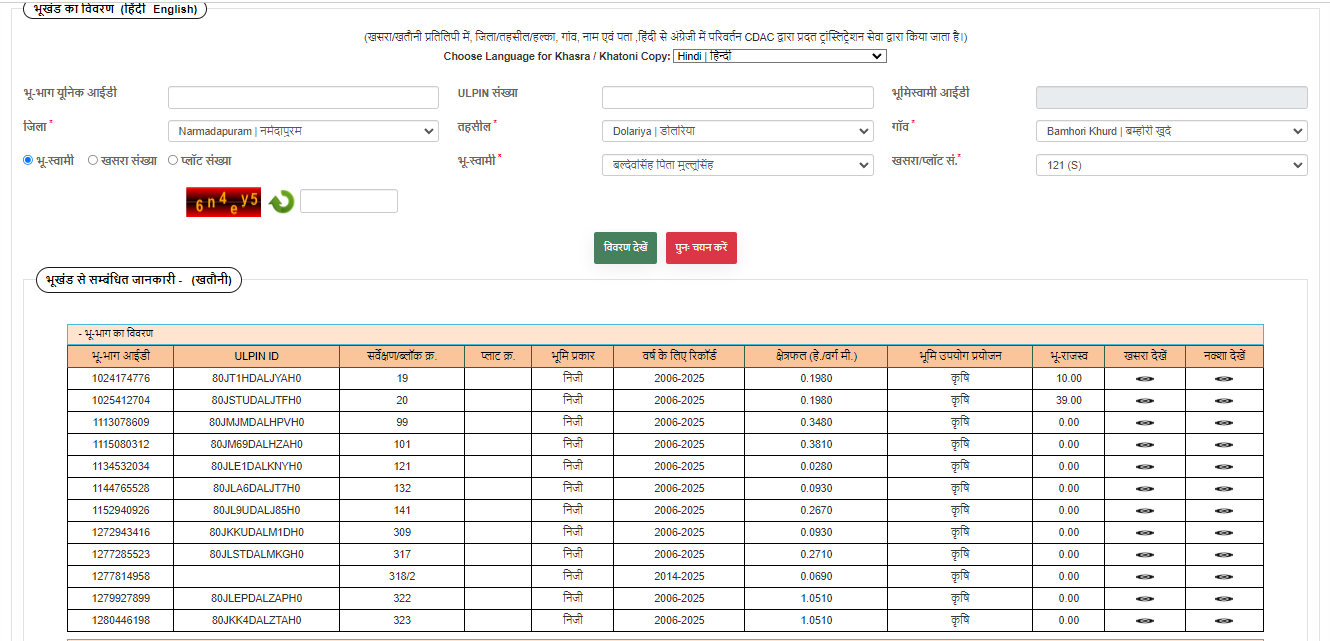 भूखंड का विवरण (हिंदी English)
(खसरा/खतौनी प्रतिलिपी में, जिला/तहसील/हल्का, गांव, नाम एवं पता ,हिंदी से अंग्रेजी में परिवर्तन CDAC द्वारा प्रदत ट्रांस्लिट्रेशन सेवा द्वारा किया जाता है।)
Choose Language for Khasra / Khatoni Copy: Hindi | हिन्दी
भू-भाग यूनिक आईडी ULPIN संख्या भूमिस्वामी आईडी
जिला * Narmadapuram | नर्मदापुरम तहसील * Dolariya | डोलरिया गॉव * Bamhori Khurd | बम्होरी खुर्द
भू-स्वामी खसरा संख्या प्लॉट संख्या भू-स्वामी * बल्देवसिंह पिता मुल्लूसिंह खसरा/प्लॉट सं.* 121 (S)
6n4ey5
विवरण देखें पुनः चयन करें
भूखंड से सम्बंधित जानकारी - (खतौनी)
- भू-भाग का विवरण
भू-भाग आईडी ULPIN ID सर्वेक्षण/ब्लॉक क्र. प्लाट क्र. भूमि प्रकार वर्ष के लिए रिकॉर्ड क्षेत्रफल (हे./वर्ग मी.) भूमि उपयोग प्रयोजन भू-राजस्व खसरा देखें नक्शा देखें
1024174776 80JT1HDALJYAH0 19 निजी 2006-2025 0.1980 कृषि 10.00
1025412704 80JSTUDALJTFH0 20 निजी 2006-2025 0.1980 कृषि 39.00
1113078609 80JMJMDALHPVH0 99 निजी 2006-2025 0.3480 कृषि 0.00
1115080312 80JM69DALHZAH0 101 निजी 2006-2025 0.3810 कृषि 0.00
1134532034 80JLE1DALKNYH0 121 निजी 2006-2025 0.0280 कृषि 0.00
1144765528 80JLA6DALJT7H0 132 निजी 2006-2025 0.0930 कृषि 0.00
1152940926 80JL9UDALJ85H0 141 निजी 2006-2025 0.2670 कृषि 0.00
1272943416 80JKKUDALM1DH0 309 निजी 2006-2025 0.0930 कृषि 0.00
1277285523 80JLSTDALMKGH0 317 निजी 2006-2025 0.2710 कृषि 0.00
1277814958 318/2 निजी 2014-2025 0.0690 कृषि 0.00
1279927899 80JLEPDALZAPH0 322 निजी 2006-2025 1.0510 कृषि 0.00
1280446198 80JKK4DALZTAH0 323 निजी 2006-2025 1.0510 कृषि 0.00